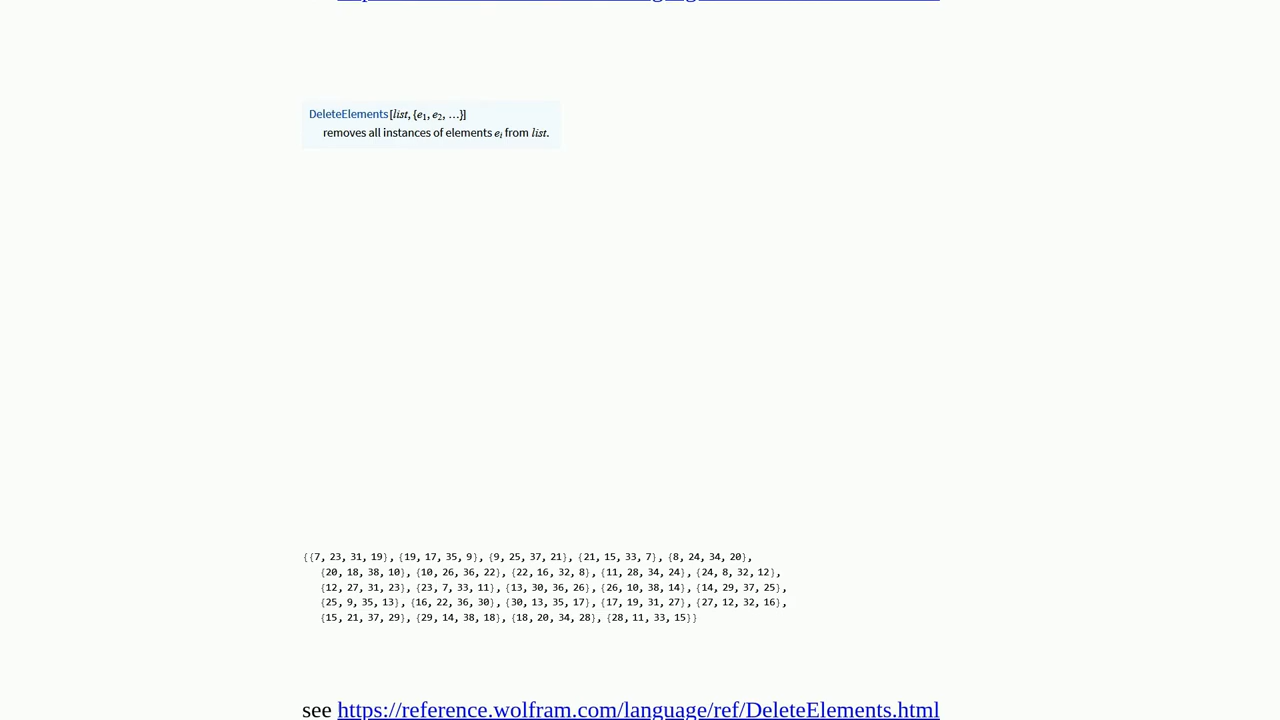 DeleteElements[list, {e1, e2, …}]
removes all instances of elements ei from list.
{{7, 23, 31, 19}, {19, 17, 35, 9}, {9, 25, 37, 21}, {21, 15, 33, 7}, {8, 24, 34, 20},
{20, 18, 38, 10}, {10, 26, 36, 22}, {22, 16, 32, 8}, {11, 28, 34, 24}, {24, 8, 32, 12},
{12, 27, 31, 23}, {23, 7, 33, 11}, {13, 30, 36, 26}, {26, 10, 38, 14}, {14, 29, 37, 25},
{25, 9, 35, 13}, {16, 22, 36, 30}, {30, 13, 35, 17}, {17, 19, 31, 27}, {27, 12, 32, 16},
{15, 21, 37, 29}, {29, 14, 38, 18}, {18, 20, 34, 28}, {28, 11, 33, 15}}
see https://reference.wolfram.com/language/ref/DeleteElements.html